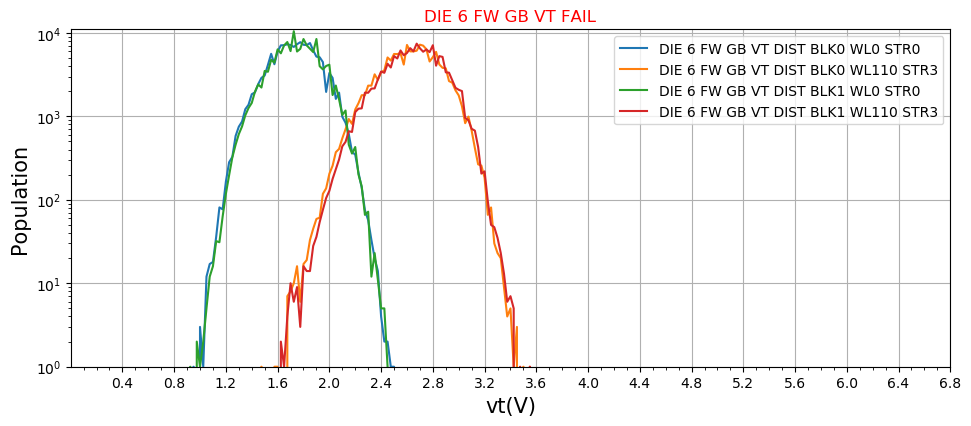 DIE 6 FW GB VT FAIL
DIE 6 FW GB VT DIST BLK0 WL0 STR0
DIE 6 FW GB VT DIST BLK0 WL110 STR3
DIE 6 FW GB VT DIST BLK1 WL0 STR0
DIE 6 FW GB VT DIST BLK1 WL110 STR3
Population
10⁴
10³
10²
10¹
10⁰
0.4 0.8 1.2 1.6 2.0 2.4 2.8 3.2 3.6 4.0 4.4 4.8 5.2 5.6 6.0 6.4 6.8
vt(V)